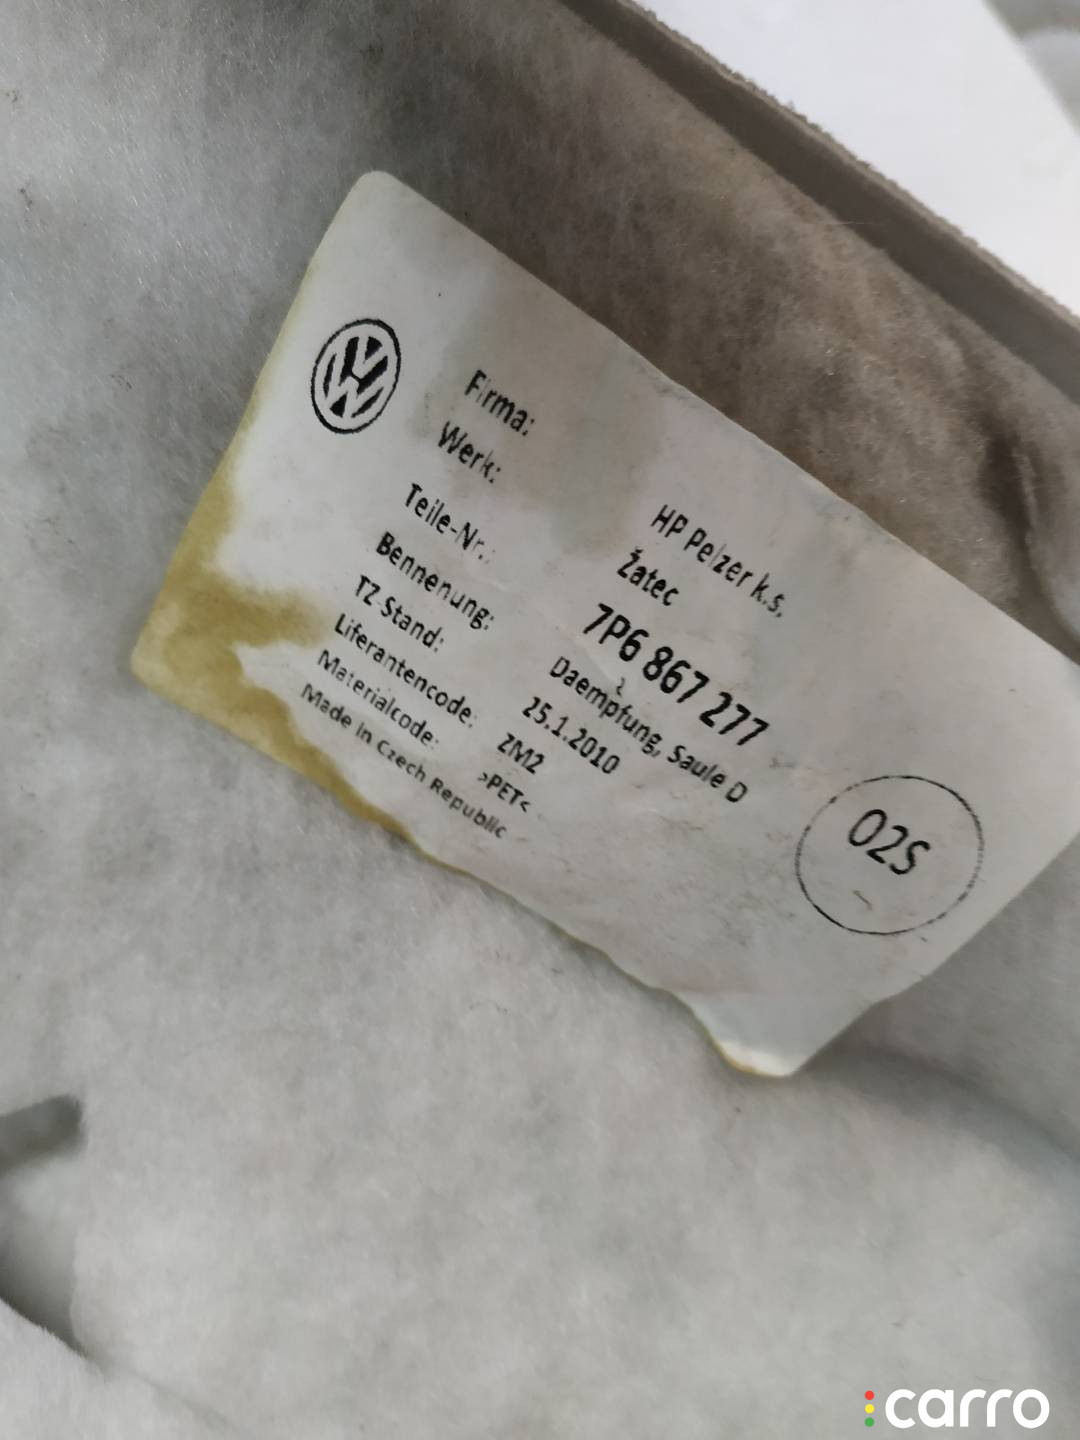 Firma: HP Pelzer k.s.
Werk: Žatec
Teile-Nr.: 7P6 867 277
Bennenung: Daempfung, Saule D
TZ Stand: 15.1.2010
Liferantencode: ZM2
Materialcode: >PET<
Made in Czech Republic
02S
carro